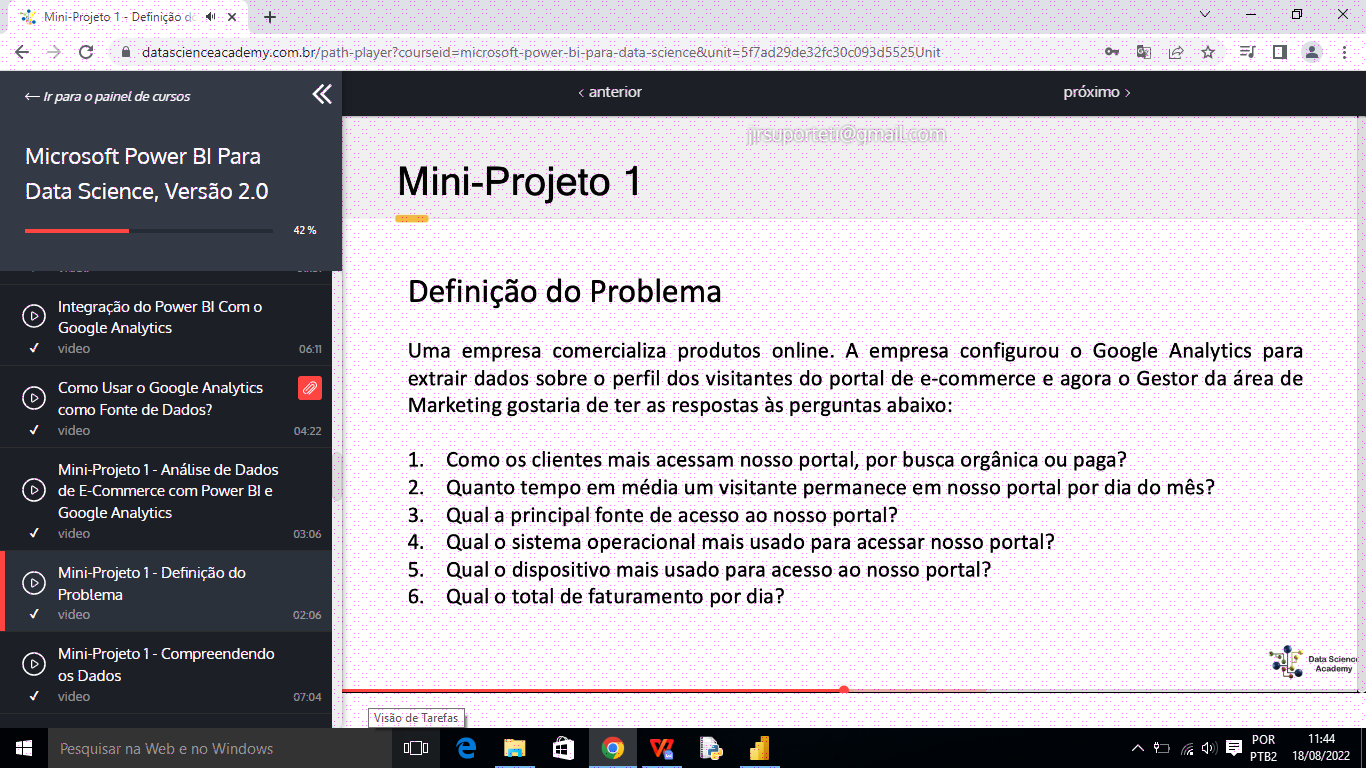 Mini-Projeto 1 - Definição do
datascienceacademy.com.br/path-player?courseid=microsoft-power-bi-para-data-science&unit=5f7ad29de32fc30c093d5525Unit
← Ir para o painel de cursos
‹ anterior
próximo ›
jjrsuporteti@gmail.com
Microsoft Power BI Para
Data Science, Versão 2.0
42 %
video
Integração do Power BI Com o
Google Analytics
video 06:11
Como Usar o Google Analytics
como Fonte de Dados?
video 04:22
Mini-Projeto 1 - Análise de Dados
de E-Commerce com Power BI e
Google Analytics
video 03:06
Mini-Projeto 1 - Definição do
Problema
video 02:06
Mini-Projeto 1 - Compreendendo
os Dados
video 07:04
Mini-Projeto 1
Definição do Problema
Uma empresa comercializa produtos online. A empresa configurou o Google Analytics para
extrair dados sobre o perfil dos visitantes do portal de e-commerce e agora o Gestor da área de
Marketing gostaria de ter as respostas às perguntas abaixo:
1. Como os clientes mais acessam nosso portal, por busca orgânica ou paga?
2. Quanto tempo em média um visitante permanece em nosso portal por dia do mês?
3. Qual a principal fonte de acesso ao nosso portal?
4. Qual o sistema operacional mais usado para acessar nosso portal?
5. Qual o dispositivo mais usado para acesso ao nosso portal?
6. Qual o total de faturamento por dia?
Data Science
Academy
Visão de Tarefas
Pesquisar na Web e no Windows
POR
PTB2
11:44
18/08/2022